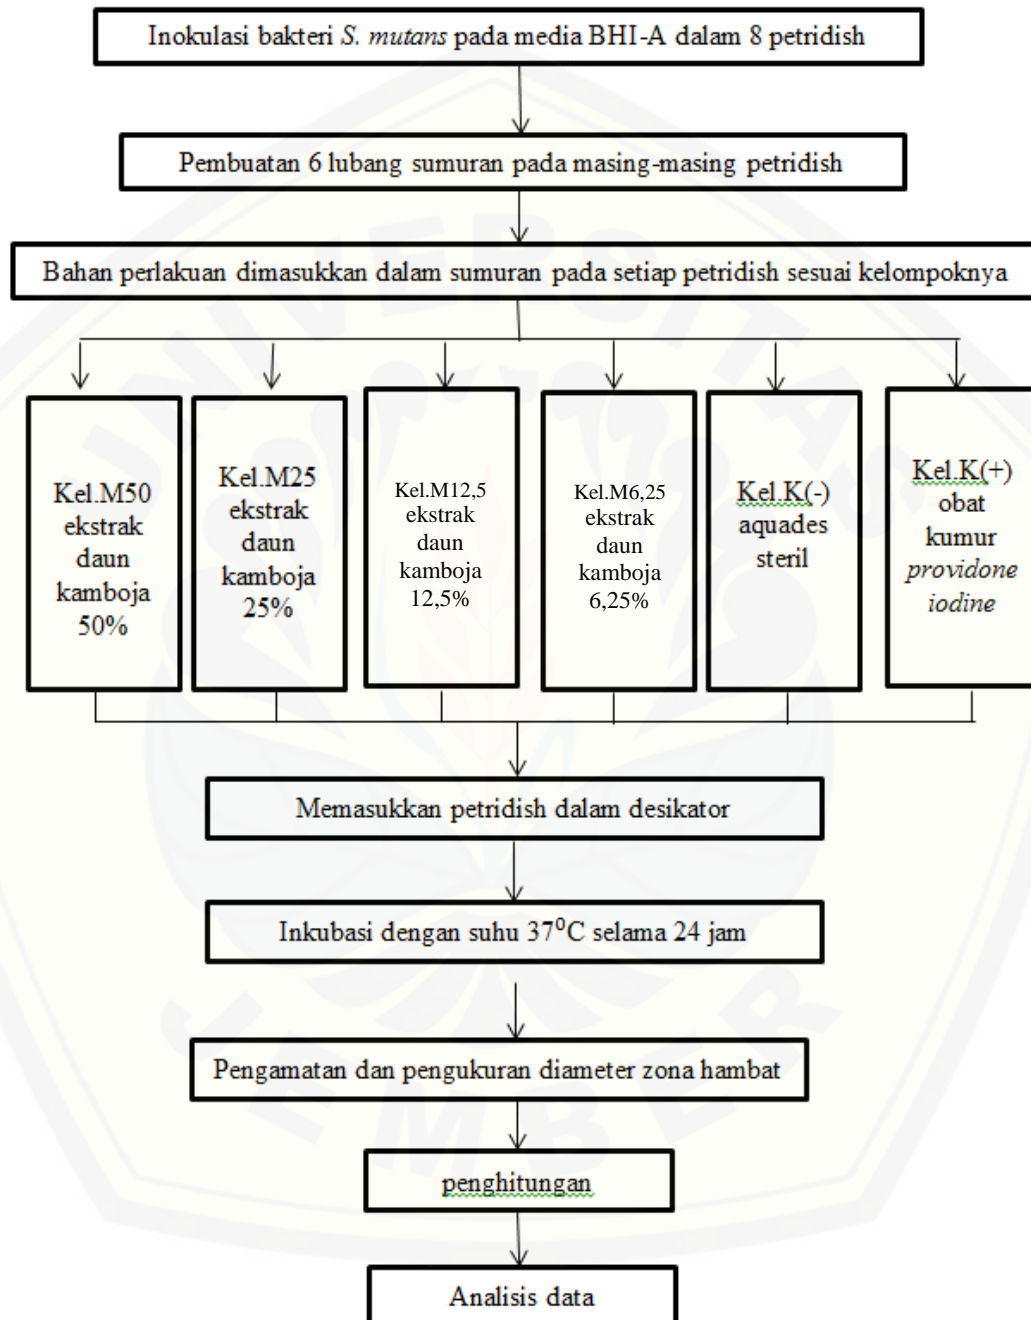 Inokulasi bakteri S. mutans pada media BHI-A dalam 8 petridish
Pembuatan 6 lubang sumuran pada masing-masing petridish
Bahan perlakuan dimasukkan dalam sumuran pada setiap petridish sesuai kelompoknya
Kel.M50
ekstrak
daun
kamboja
50%
Kel.M25
ekstrak
daun
kamboja
25%
Kel.M12,5
ekstrak
daun
kamboja
12,5%
Kel.M6,25
ekstrak
daun
kamboja
6,25%
Kel.K(-)
aquades
steril
Kel.K(+)
obat
kumur
providone
iodine
Memasukkan petridish dalam desikator
Inkubasi dengan suhu 37⁰C selama 24 jam
Pengamatan dan pengukuran diameter zona hambat
penghitungan
Analisis data
UNIVERSITAS
JEMBER